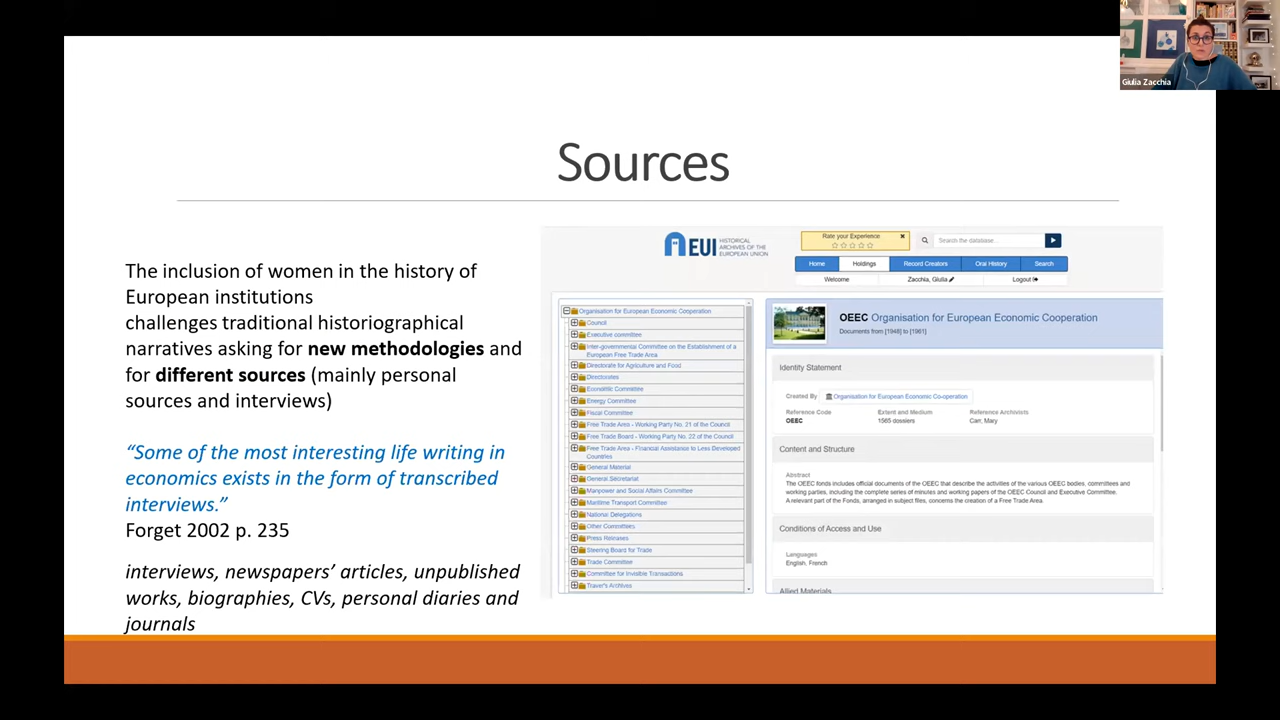 Giulia Zacchia
Sources
The inclusion of women in the history of
European institutions
challenges traditional historiographical
narratives asking for new methodologies and
for different sources (mainly personal
sources and interviews)
“Some of the most interesting life writing in
economics exists in the form of transcribed
interviews.”
Forget 2002 p. 235
interviews, newspapers’ articles, unpublished
works, biographies, CVs, personal diaries and
journals
EUI HISTORICAL
ARCHIVES OF THE
EUROPEAN UNION
Rate your Experience
Search the database...
Home Holdings Record Creators Oral History Search
Welcome Zacchia, Giulia Logout
Organisation for European Economic Cooperation
Council
Executive committee
Inter-governmental Committee on the Establishment of a
European Free Trade Area
Directorate for Agriculture and Food
Directorates
Economic Committee
Energy Committee
Fiscal Committee
Free Trade Area - Working Party No. 21 of the Council
Free Trade Board - Working Party No. 22 of the Council
Free Trade Area - Financial Assistance to Less Developed
Countries
General Material
General Secretariat
Manpower and Social Affairs Committee
Maritime Transport Committee
National Delegations
Other Committees
Press Releases
Steering Board for Trade
Trade Committee
Committee for Invisible Transactions
Traver's Archives
OEEC Organisation for European Economic Cooperation
Documents from [1948] to [1961]
Identity Statement
Created By Organisation for European Economic Co-operation
Reference Code Extent and Medium Reference Archivists
OEEC 1565 dossiers Carr, Mary
Content and Structure
Abstract
The OEEC fonds includes official documents of the OEEC that describe the activities of the various OEEC bodies, committees and
working parties, including the complete series of minutes and working papers of the OEEC Council and Executive Committee.
A relevant part of the Fonds, arranged in subject files, concerns the creation of a Free Trade Area.
Conditions of Access and Use
Languages
English, French
Allied Materials